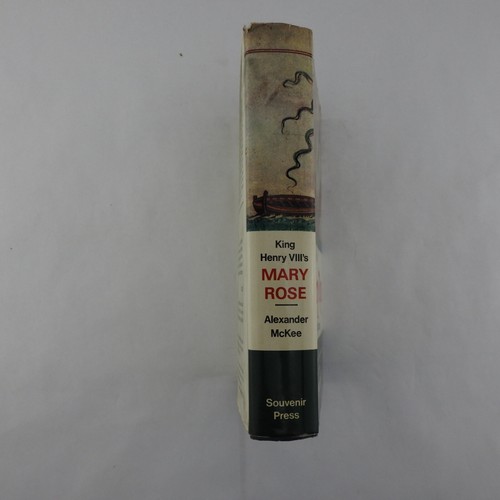 King
Henry VIII's
MARY
ROSE
Alexander
McKee
Souvenir
Press